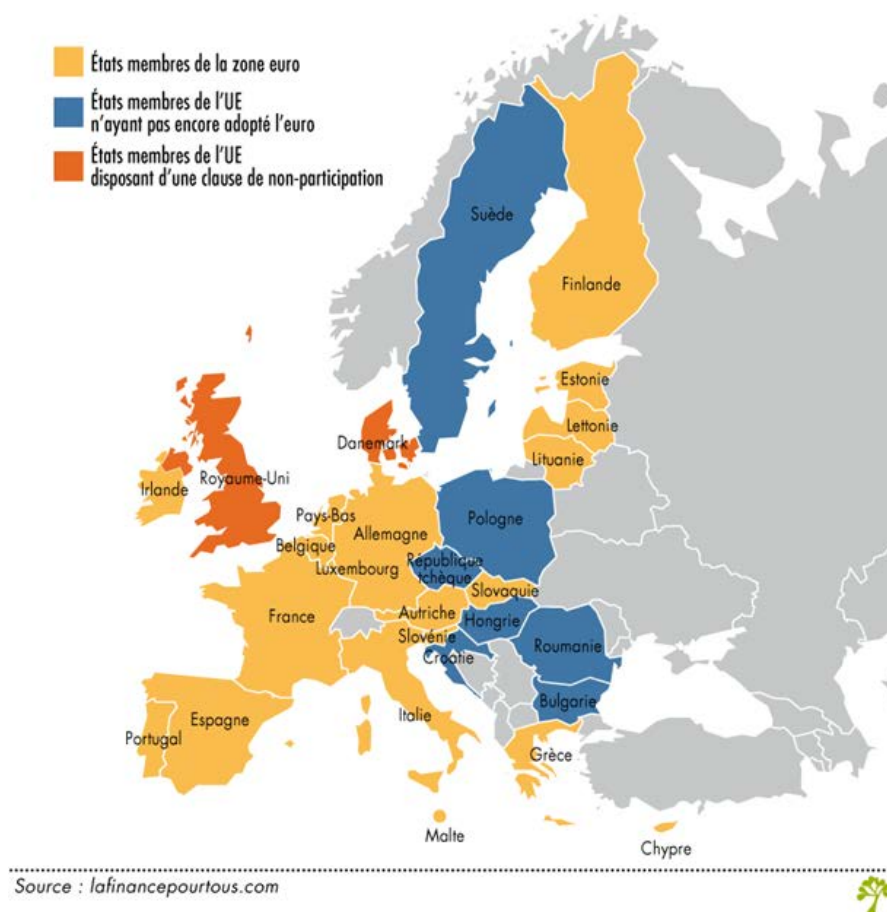 États membres de la zone euro
États membres de l'UE
n'ayant pas encore adopté l'euro
États membres de l'UE
disposant d'une clause de non-participation
Suède
Finlande
Estonie
Lettonie
Lituanie
Danemark
Royaume-Uni
Irlande
Pays-Bas
Allemagne
Pologne
Belgique
Luxembourg
République
tchèque
Slovaquie
Autriche
France
Hongrie
Slovénie
Roumanie
Croatie
Bulgarie
Italie
Espagne
Portugal
Grèce
Malte
Chypre
Source : lafinancepourtous.com